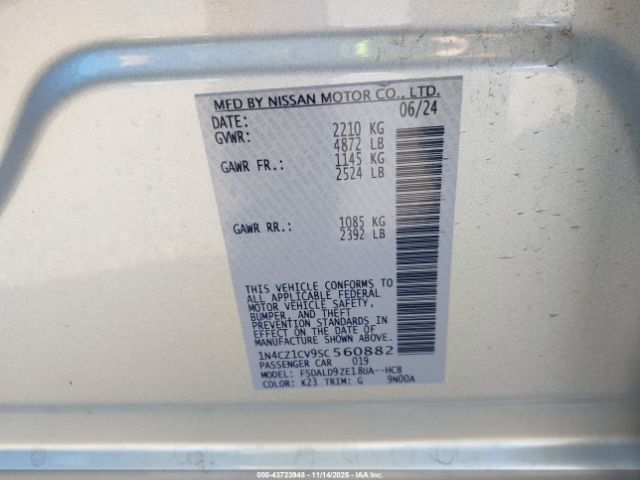 MFD BY NISSAN MOTOR CO., LTD.
DATE: 06/24
GVWR: 2210 KG
4872 LB
GAWR FR.: 1145 KG
2524 LB
GAWR RR.: 1085 KG
2392 LB
THIS VEHICLE CONFORMS TO
ALL APPLICABLE FEDERAL
MOTOR VEHICLE SAFETY,
BUMPER, AND THEFT
PREVENTION STANDARDS
IN EFFECT ON THE DATE OF
MANUFACTURE SHOWN ABOVE.
1N4CZ1CV9SC560882
PASSENGER CAR 019
MODEL: FSDALD9ZE18UA--HCB
COLOR: K23 TRIM: G 9N00A
000-43723948 - 11/14/2025 - IAA Inc.